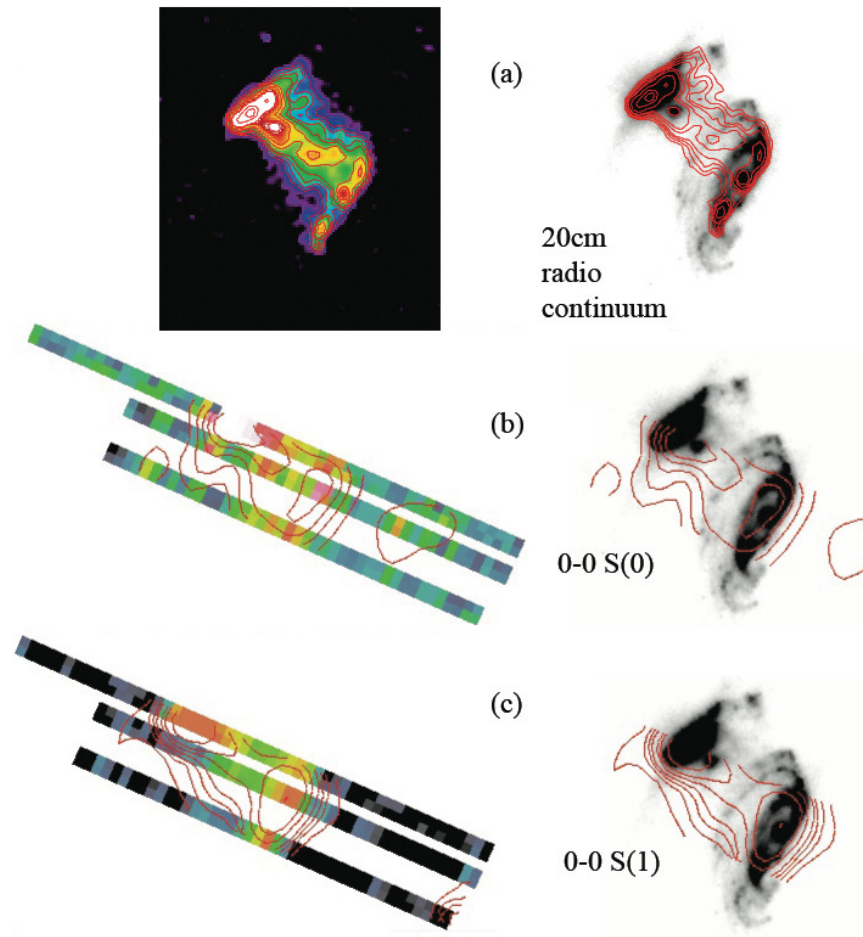 (a)
20cm
radio
continuum
(b)
0-0 S(0)
(c)
0-0 S(1)